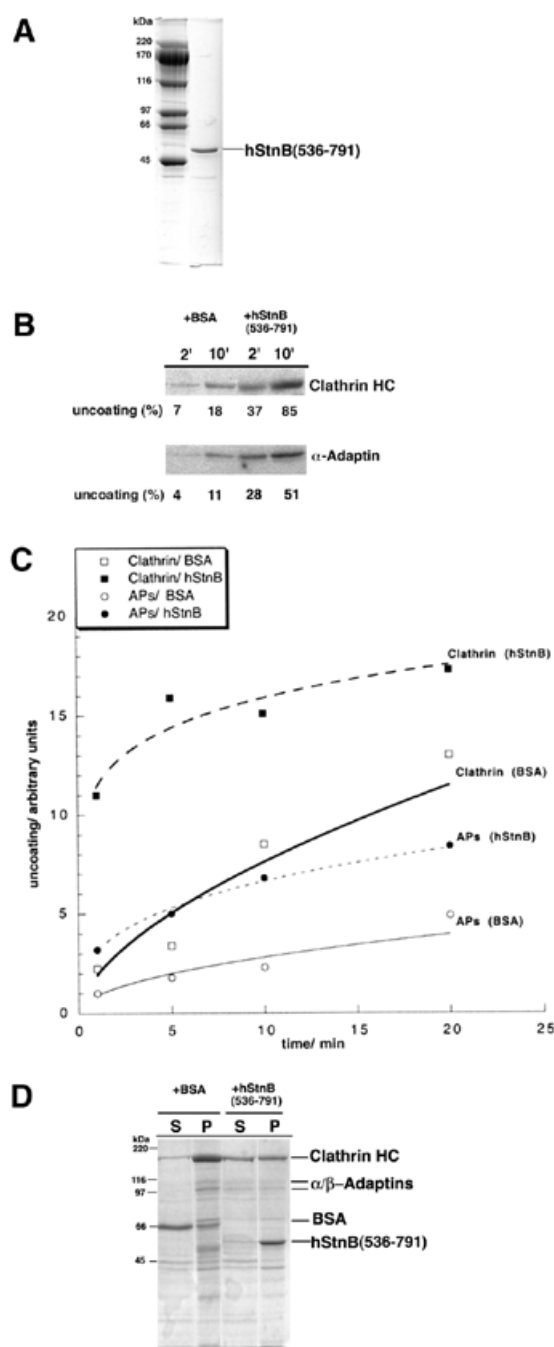 A
kDa
220
170
116
97
66
45
hStnB(536-791)
B
+BSA +hStnB (536-791)
2' 10' 2' 10'
Clathrin HC
uncoating (%) 7 18 37 85
α-Adaptin
uncoating (%) 4 11 28 51
C
□ Clathrin/ BSA
■ Clathrin/ hStnB
○ APs/ BSA
● APs/ hStnB
20
15
10
5
0
uncoating/ arbitrary units
Clathrin (hStnB)
Clathrin (BSA)
APs (hStnB)
APs (BSA)
0 5 10 15 20 25
time/ min
D
+BSA +hStnB (536-791)
S P S P
kDa
220
116
97
66
45
Clathrin HC
α/β-Adaptins
BSA
hStnB(536-791)